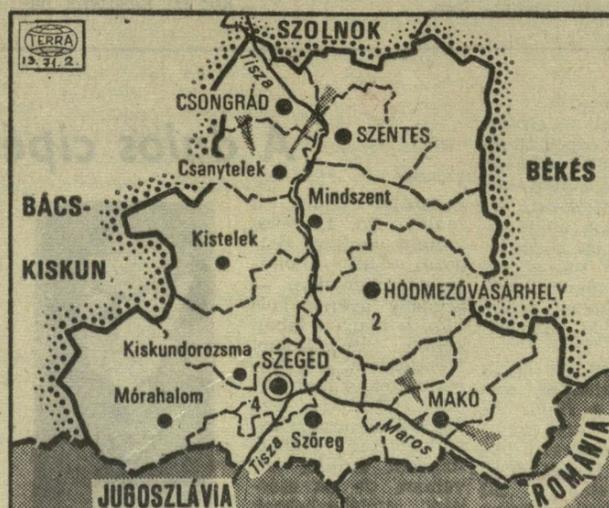 TERRA
13.71.2.
SZOLNOK
Tisza
CSONGRÁD
SZENTES
Csanytelek
BÉKÉS
BÁCS-
KISKUN
Mindszent
Kistelek
HÓDMEZŐVÁSÁRHELY
2
Kiskundorozsma
SZEGED
4
Mórahalom
MAKÓ
Szőreg
Maros
Tisza
ROMÁNIA
JUGOSZLÁVIA